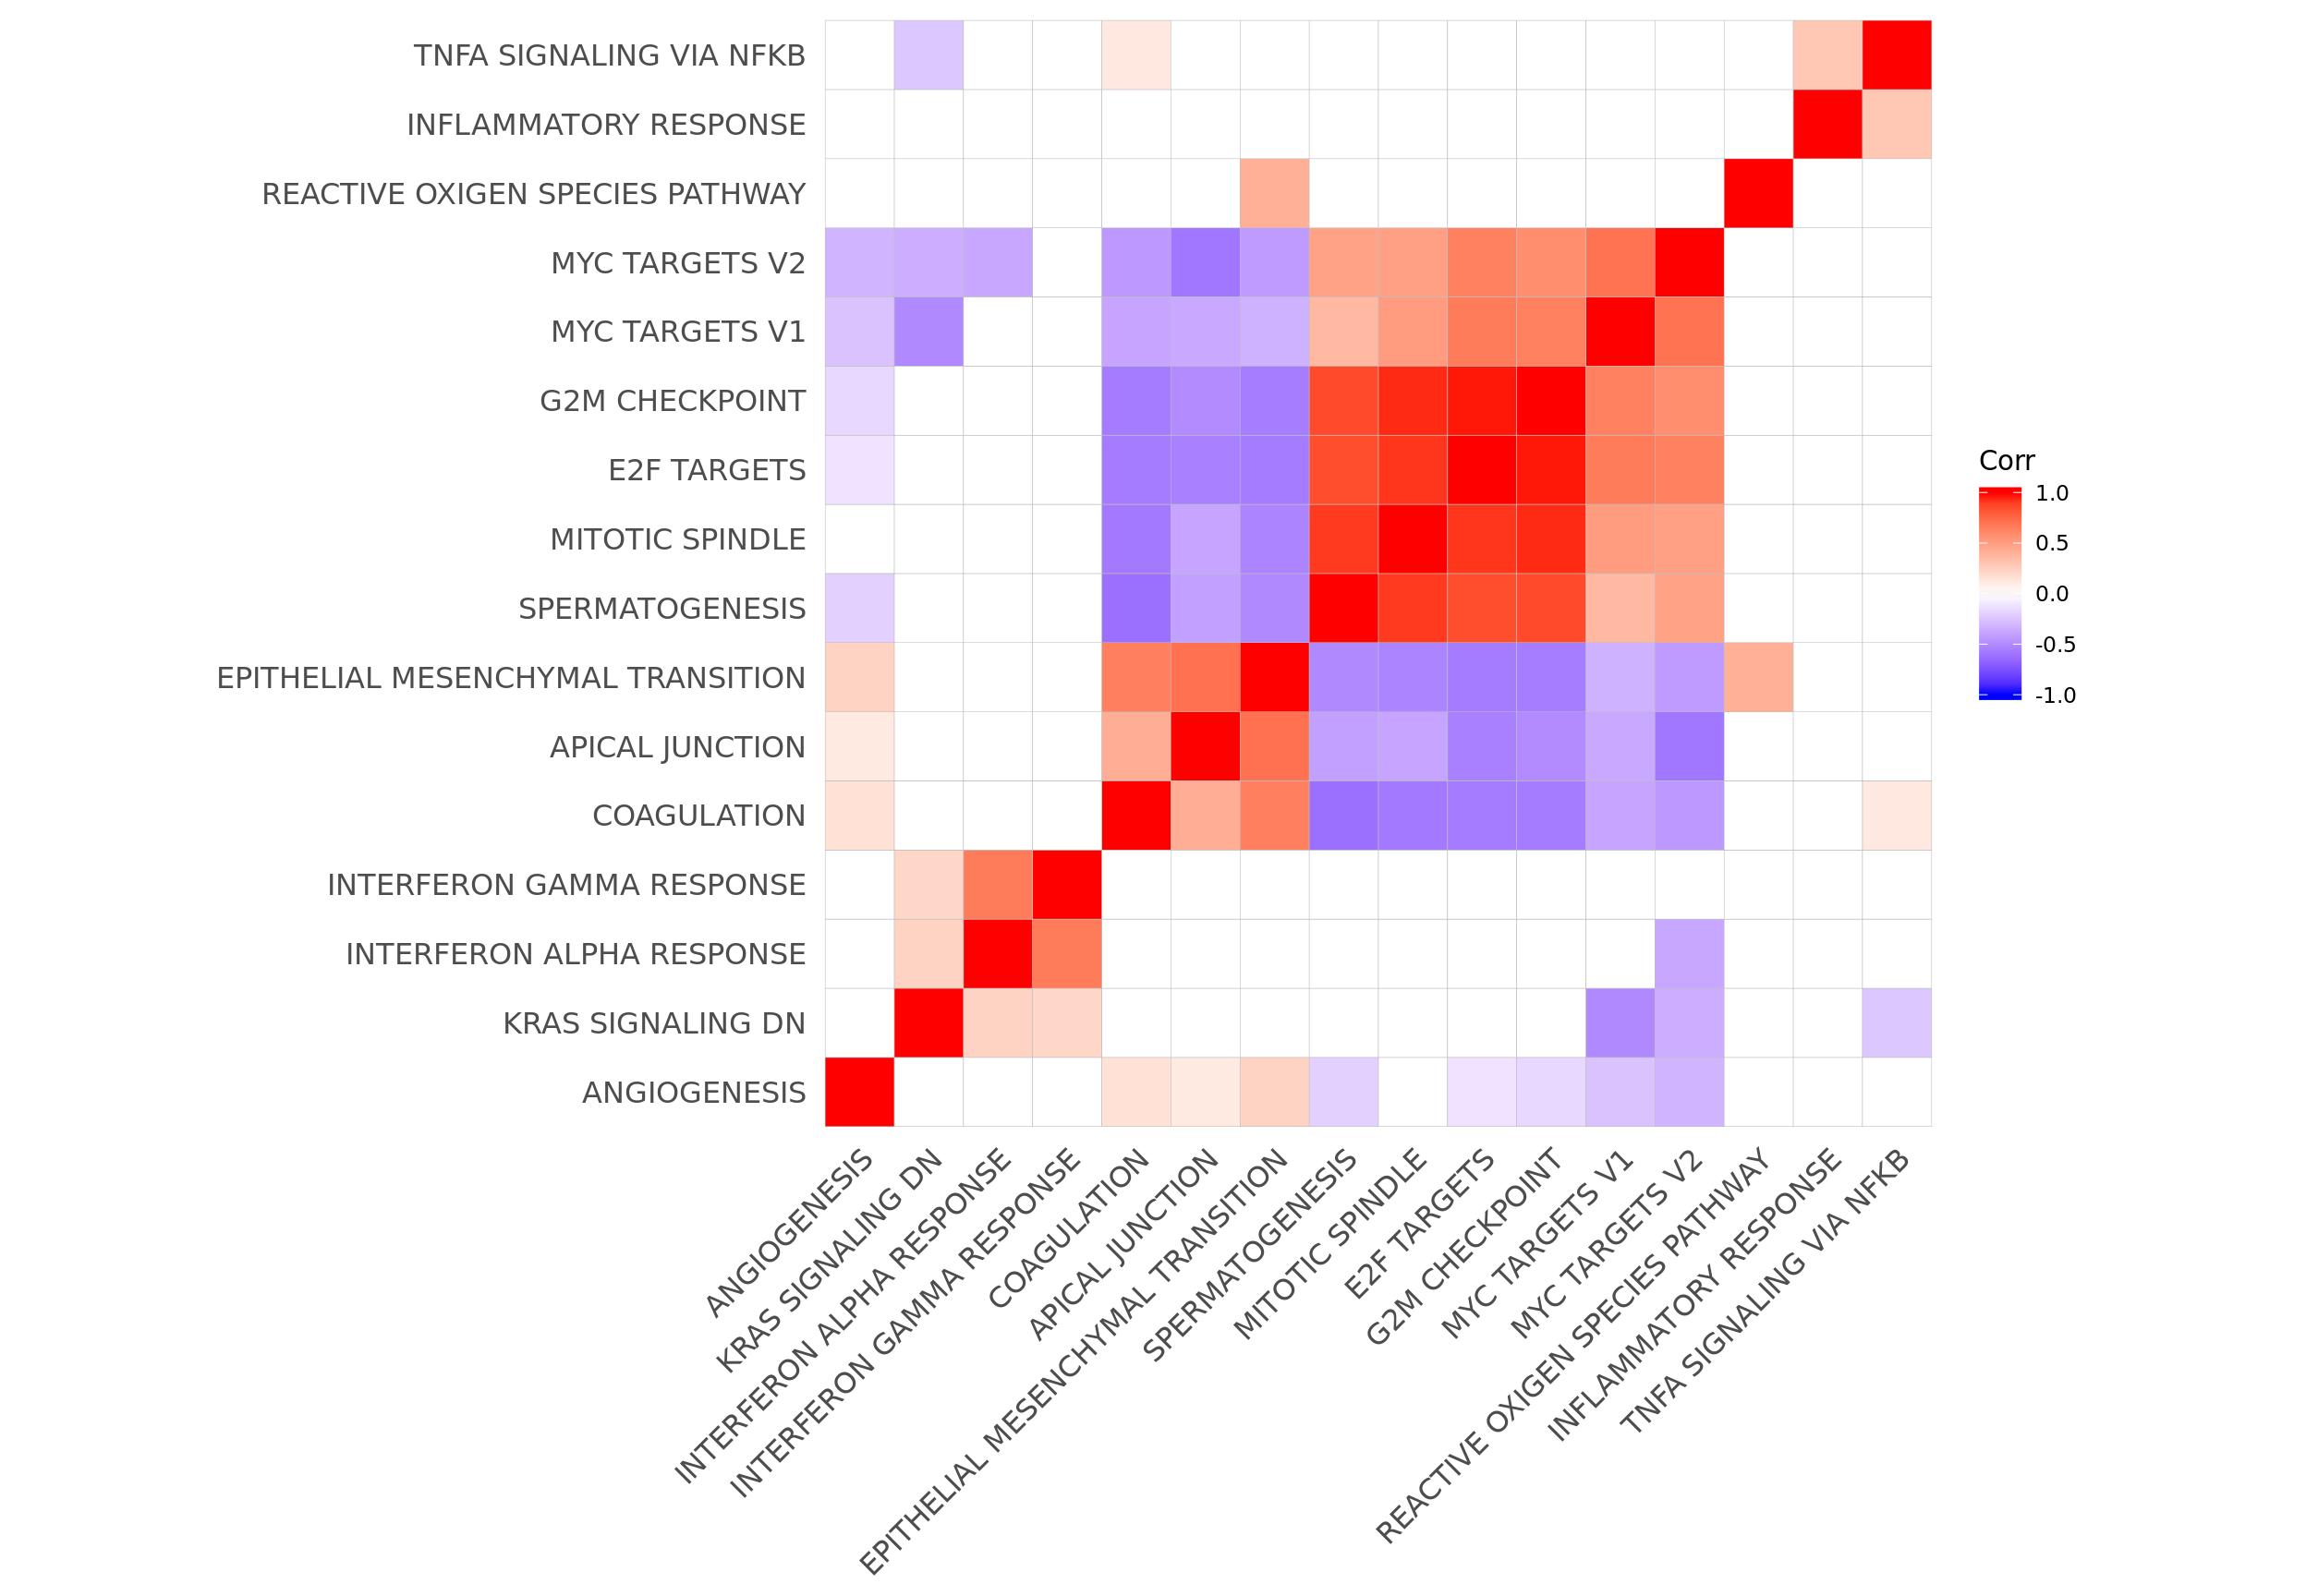 TNFA SIGNALING VIA NFKB
INFLAMMATORY RESPONSE
REACTIVE OXIGEN SPECIES PATHWAY
MYC TARGETS V2
MYC TARGETS V1
G2M CHECKPOINT
E2F TARGETS
MITOTIC SPINDLE
SPERMATOGENESIS
EPITHELIAL MESENCHYMAL TRANSITION
APICAL JUNCTION
COAGULATION
INTERFERON GAMMA RESPONSE
INTERFERON ALPHA RESPONSE
KRAS SIGNALING DN
ANGIOGENESIS
ANGIOGENESIS
KRAS SIGNALING DN
INTERFERON ALPHA RESPONSE
INTERFERON GAMMA RESPONSE
COAGULATION
APICAL JUNCTION
EPITHELIAL MESENCHYMAL TRANSITION
SPERMATOGENESIS
MITOTIC SPINDLE
E2F TARGETS
G2M CHECKPOINT
MYC TARGETS V1
MYC TARGETS V2
REACTIVE OXIGEN SPECIES PATHWAY
INFLAMMATORY RESPONSE
TNFA SIGNALING VIA NFKB
Corr
1.0
0.5
0.0
-0.5
-1.0